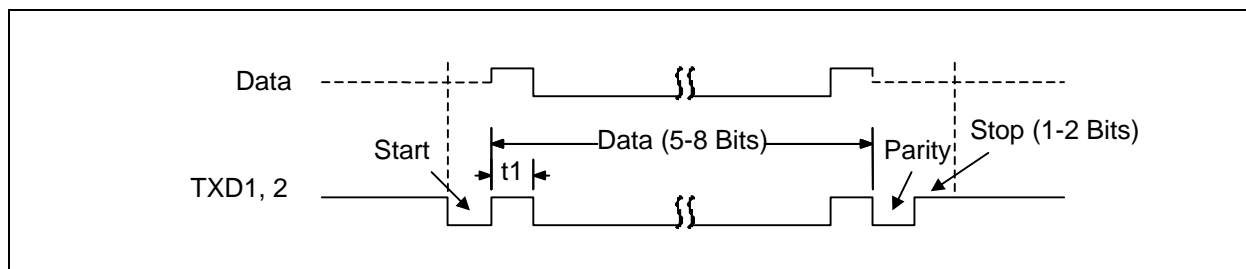 Data
Data (5-8 Bits)
Stop (1-2 Bits)
Start
Parity
t1
TXD1, 2